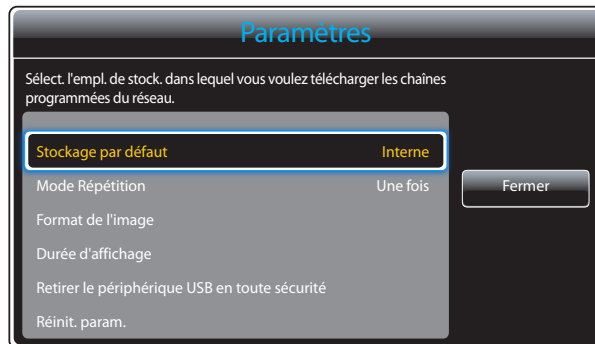 Paramètres
Sélect. l'empl. de stock. dans lequel vous voulez télécharger les chaînes
programmées du réseau.
Stockage par défaut Interne
Mode Répétition Une fois
Fermer
Format de l'image
Durée d'affichage
Retirer le périphérique USB en toute sécurité
Réinit. param.